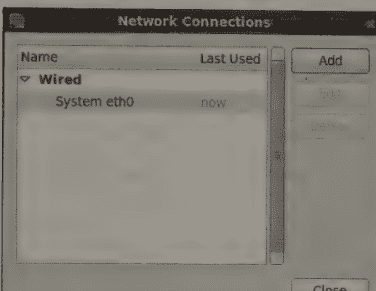 Network Connections
Name Last Used Add
Wired
System eth0 now
Close